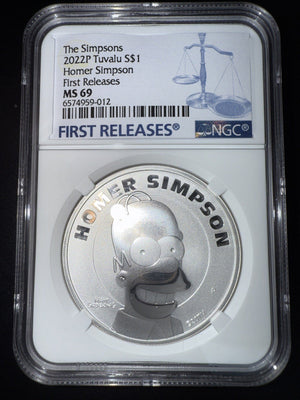 The Simpsons
2022P Tuvalu S$1
Homer Simpson
First Releases
MS 69
6574959-012
FIRST RELEASES®
NGC®
HOMER SIMPSON